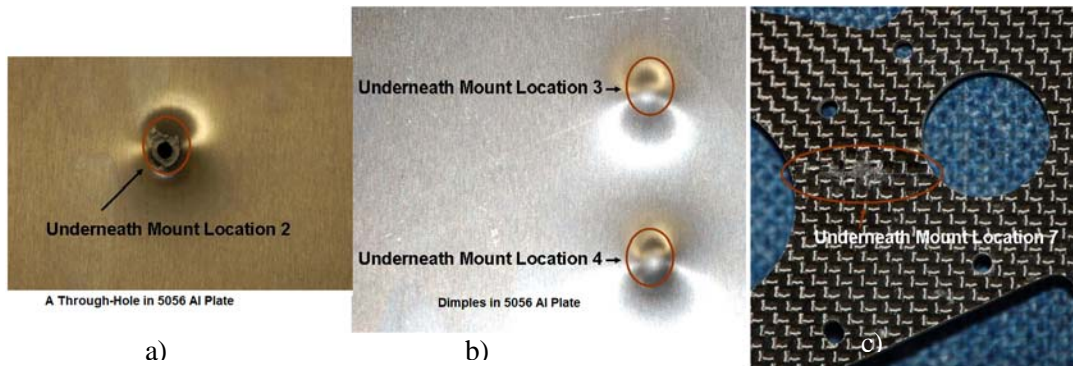 Underneath Mount Location 2
A Through-Hole in 5056 Al Plate
a)
Underneath Mount Location 3
Underneath Mount Location 4
Dimples in 5056 Al Plate
b)
Underneath Mount Location 7
c)